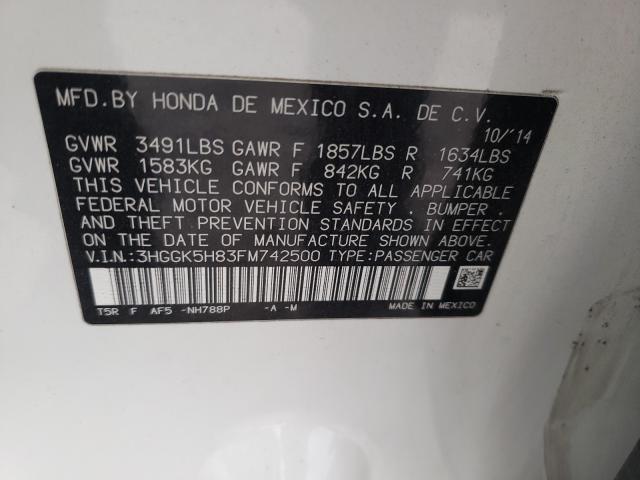 MFD.BY HONDA DE MEXICO S.A. DE C.V.
10/'14
GVWR 3491LBS GAWR F 1857LBS R 1634LBS
GVWR 1583KG GAWR F 842KG R 741KG
THIS VEHICLE CONFORMS TO ALL APPLICABLE
FEDERAL MOTOR VEHICLE SAFETY . BUMPER .
AND THEFT PREVENTION STANDARDS IN EFFECT
ON THE DATE OF MANUFACTURE SHOWN ABOVE.
V.I.N.:3HGGK5H83FM742500 TYPE:PASSENGER CAR
T5R F AF5 -NH788P -A -M MADE IN MEXICO